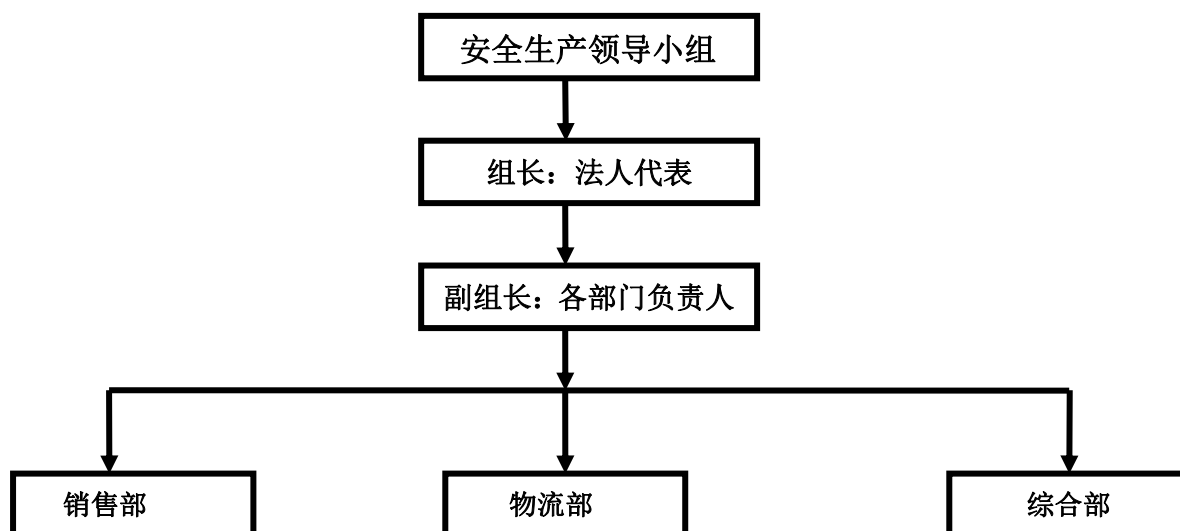 安全生产领导小组
组长：法人代表
副组长：各部门负责人
销售部
物流部
综合部